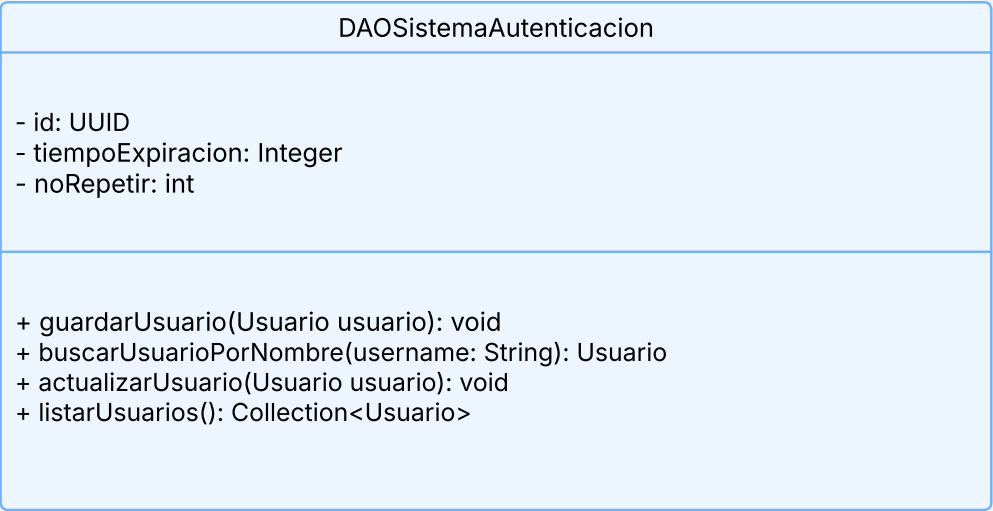 DAOSistemaAutenticacion
- id: UUID
- tiempoExpiracion: Integer
- noRepetir: int
+ guardarUsuario(Usuario usuario): void
+ buscarUsuarioPorNombre(username: String): Usuario
+ actualizarUsuario(Usuario usuario): void
+ listarUsuarios(): Collection<Usuario>